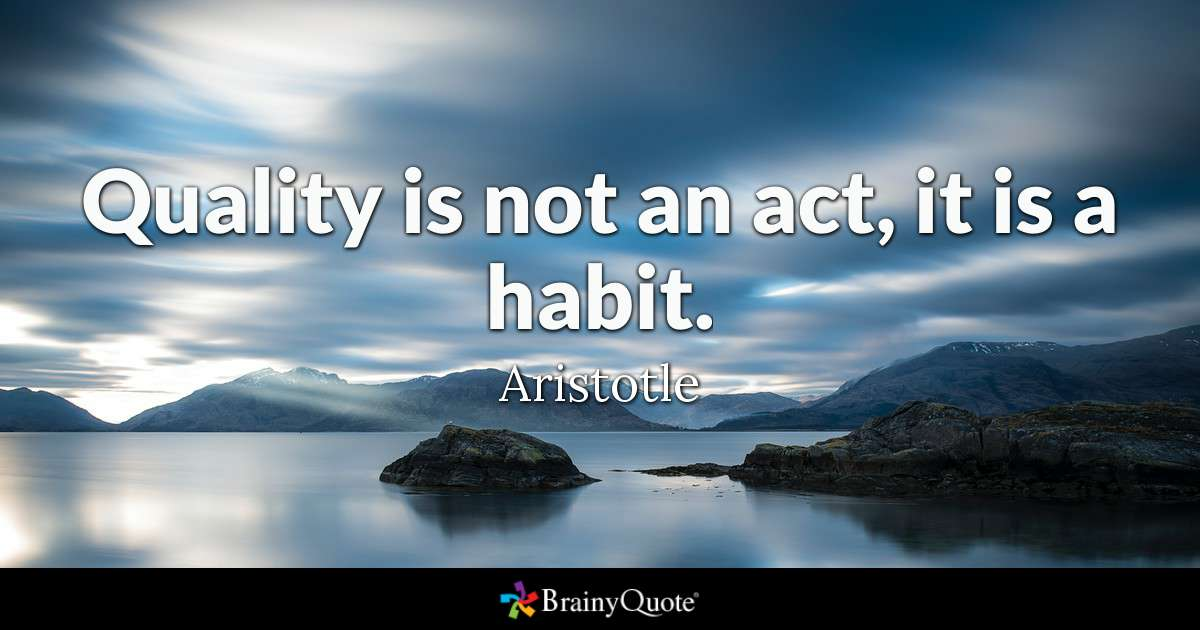 Quality is not an act, it is a
habit.
Aristotle
BrainyQuote®